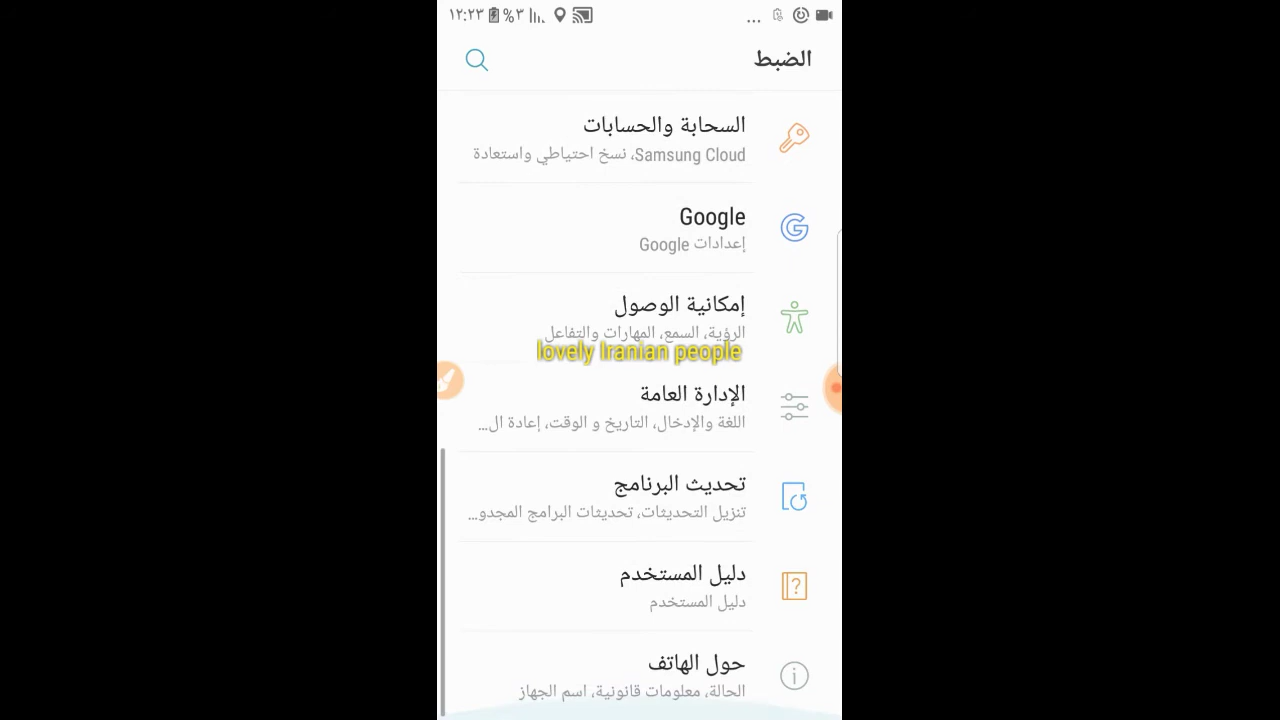 ١٢:٢٣ %٣ ...
الضبط
السحابة والحسابات
Samsung Cloud، نسخ احتياطي واستعادة
Google
إعدادات Google
إمكانية الوصول
الرؤية، السمع، المهارات والتفاعل
lovely Iranian people
الإدارة العامة
اللغة والإدخال، التاريخ و الوقت، إعادة ال...
تحديث البرنامج
تنزيل التحديثات، تحديثات البرامج المجدو...
دليل المستخدم
دليل المستخدم
حول الهاتف
الحالة، معلومات قانونية، اسم الجهاز